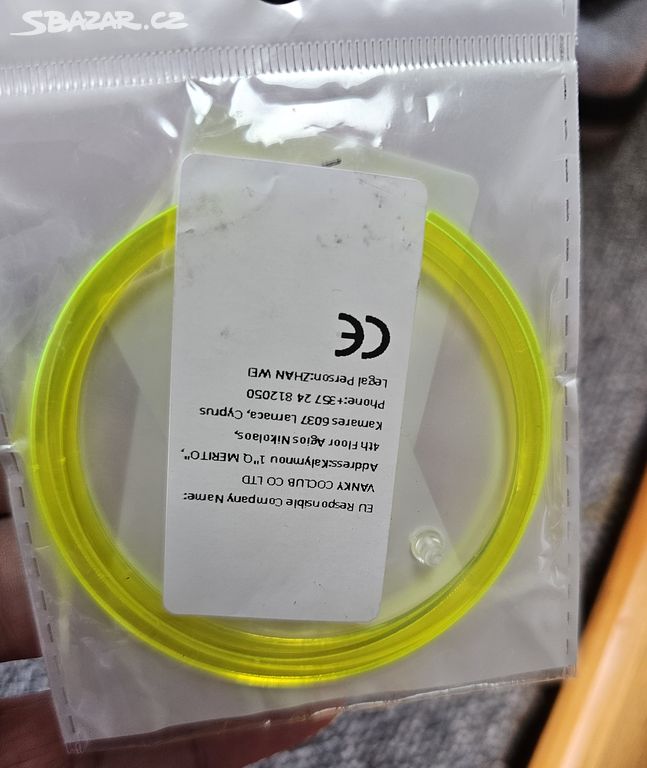 SBAZAR.CZ
EU Responsible Company Name:
VANKY COCLUB CO LTD
Address:Kalymnou 1"Q. MERITO",
4th Floor Agios Nikolaos,
Kamares 6037 Larnaca, Cyprus
Phone:+357 24 812050
Legal Person:ZHAN WEI
CE